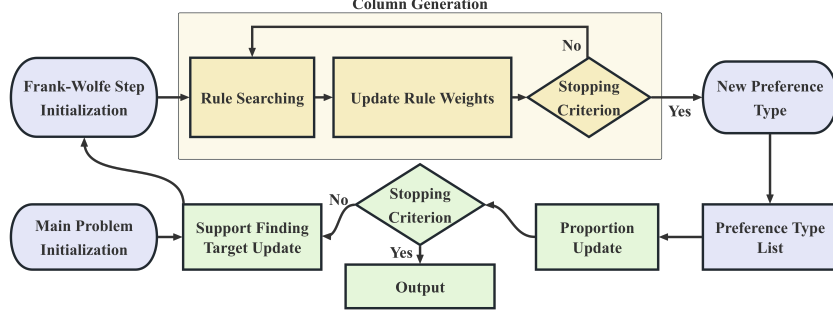 Column Generation
Frank-Wolfe Step
Initialization
Rule Searching
Update Rule Weights
No
Stopping
Criterion
Yes
New Preference
Type
Main Problem
Initialization
Support Finding
Target Update
No
Stopping
Criterion
Yes
Output
Proportion
Update
Preference Type
List